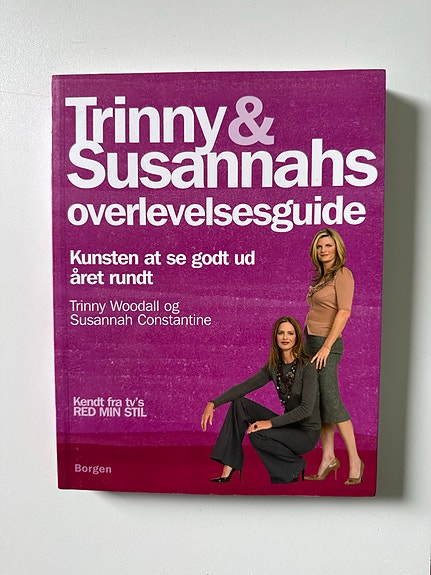 Trinny &
Susannahs
overlevelsesguide
Kunsten at se godt ud
året rundt
Trinny Woodall og
Susannah Constantine
Kendt fra tv's
RED MIN STIL
Borgen